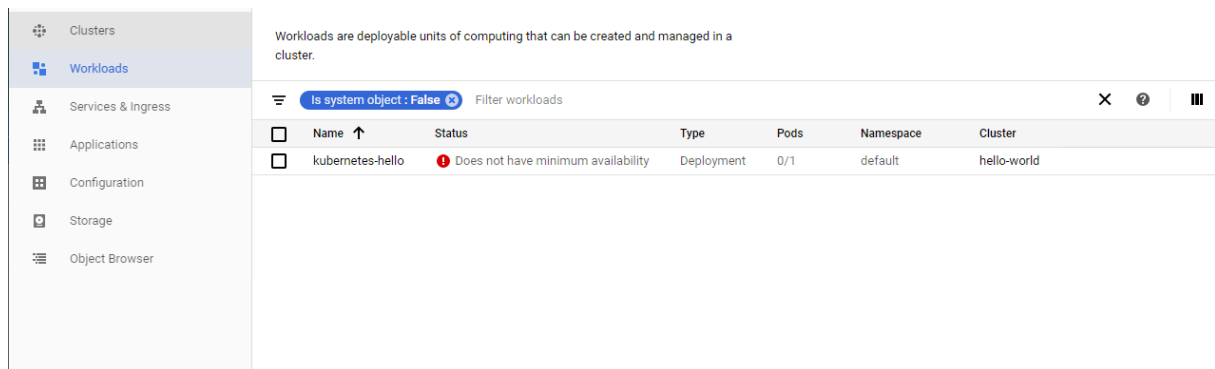 Clusters
Workloads
Services & Ingress
Applications
Configuration
Storage
Object Browser
Workloads are deployable units of computing that can be created and managed in a
cluster.
Is system object : False Filter workloads
Name Status Type Pods Namespace Cluster
kubernetes-hello Does not have minimum availability Deployment 0/1 default hello-world